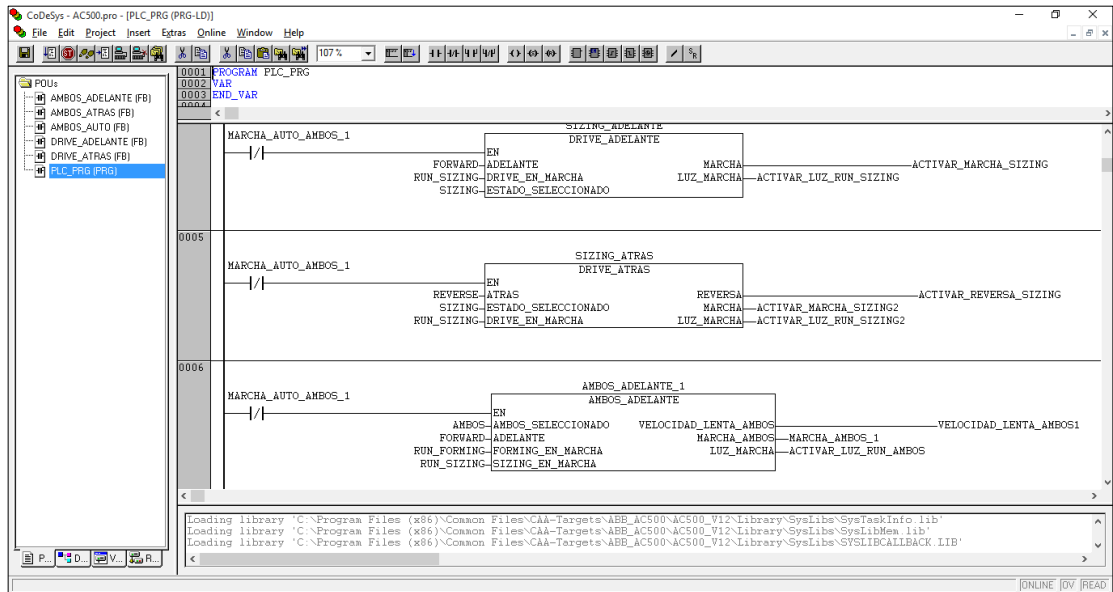 CoDeSys - AC500.pro - [PLC_PRG (PRG-LD)]
File Edit Project Insert Extras Online Window Help
107 %
POUs
AMBOS_ADELANTE (FB)
AMBOS_ATRAS (FB)
AMBOS_AUTO (FB)
DRIVE_ADELANTE (FB)
DRIVE_ATRAS (FB)
PLC_PRG (PRG)
0001 PROGRAM PLC_PRG
0002 VAR
0003 END_VAR
0004
SIZING_ADELANTE
MARCHA_AUTO_AMBOS_1 DRIVE_ADELANTE
EN
FORWARD ADELANTE MARCHA ACTIVAR_MARCHA_SIZING
RUN_SIZING DRIVE_EN_MARCHA LUZ_MARCHA ACTIVAR_LUZ_RUN_SIZING
SIZING ESTADO_SELECCIONADO
0005
SIZING_ATRAS
MARCHA_AUTO_AMBOS_1 DRIVE_ATRAS
EN
REVERSE ATRAS REVERSA ACTIVAR_REVERSA_SIZING
SIZING ESTADO_SELECCIONADO MARCHA ACTIVAR_MARCHA_SIZING2
RUN_SIZING DRIVE_EN_MARCHA LUZ_MARCHA ACTIVAR_LUZ_RUN_SIZING2
0006
AMBOS_ADELANTE_1
MARCHA_AUTO_AMBOS_1 AMBOS_ADELANTE
EN
AMBOS AMBOS_SELECCIONADO VELOCIDAD_LENTA_AMBOS VELOCIDAD_LENTA_AMBOS1
FORWARD ADELANTE MARCHA_AMBOS MARCHA_AMBOS_1
RUN_FORMING FORMING_EN_MARCHA LUZ_MARCHA ACTIVAR_LUZ_RUN_AMBOS
RUN_SIZING SIZING_EN_MARCHA
Loading library 'C:\Program Files (x86)\Common Files\CAA-Targets\ABB_AC500\AC500_V12\Library\SysLibs\SysTaskInfo.lib'
Loading library 'C:\Program Files (x86)\Common Files\CAA-Targets\ABB_AC500\AC500_V12\Library\SysLibs\SysLibMem.lib'
Loading library 'C:\Program Files (x86)\Common Files\CAA-Targets\ABB_AC500\AC500_V12\Library\SysLibs\SYSLIBCALLBACK.LIB'
P... D... V... R...
ONLINE OV READ